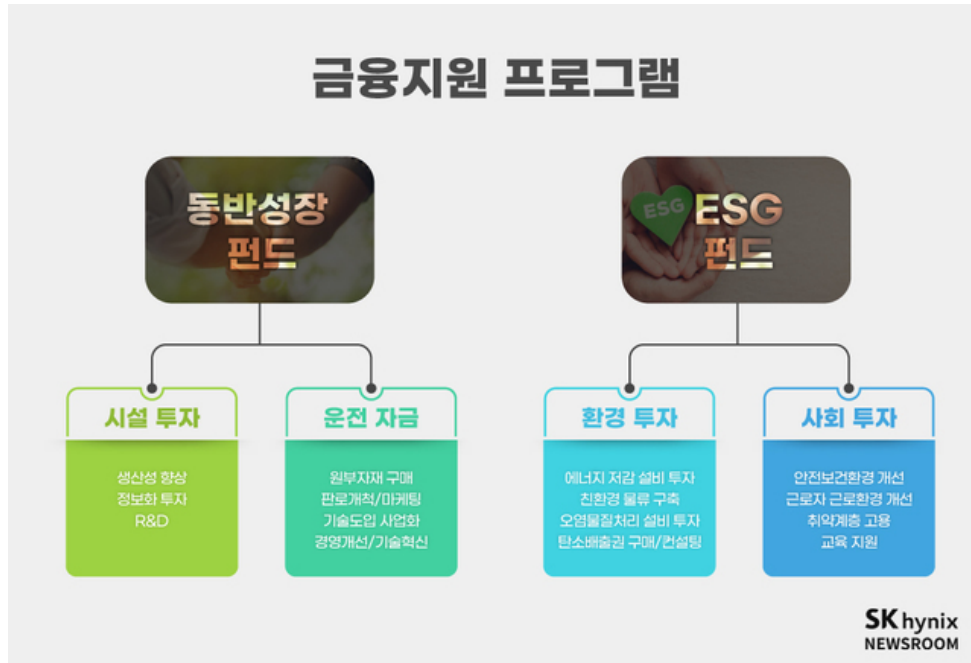 금융지원 프로그램
동반성장
펀드
시설 투자
생산성 향상
정보화 투자
R&D
운전 자금
원부자재 구매
판로개척/마케팅
기술도입 사업화
경영개선/기술혁신
ESG
ESG
펀드
환경 투자
에너지 저감 설비 투자
친환경 물류 구축
오염물질처리 설비 투자
탄소배출권 구매/컨설팅
사회 투자
안전보건환경 개선
근로자 근로환경 개선
취약계층 고용
교육 지원
SK hynix
NEWSROOM